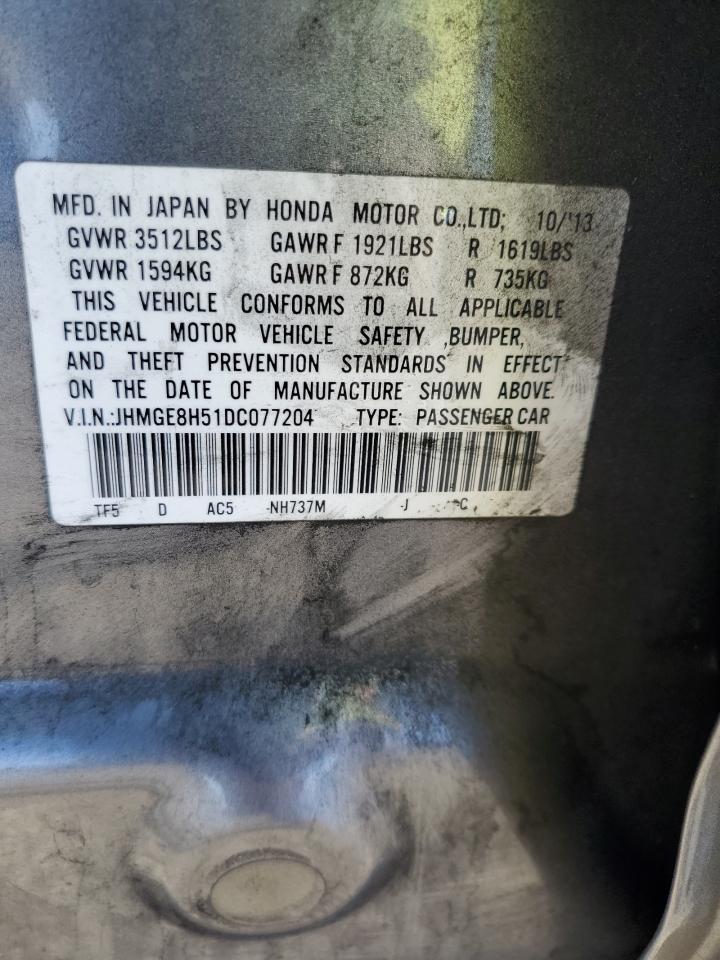 MFD. IN JAPAN BY HONDA MOTOR CO.,LTD; 10/'13
GVWR 3512LBS GAWR F 1921LBS R 1619LBS
GVWR 1594KG GAWR F 872KG R 735KG
THIS VEHICLE CONFORMS TO ALL APPLICABLE
FEDERAL MOTOR VEHICLE SAFETY ,BUMPER,
AND THEFT PREVENTION STANDARDS IN EFFECT
ON THE DATE OF MANUFACTURE SHOWN ABOVE.
V.I.N.:JHMGE8H51DC077204 TYPE: PASSENGER CAR
TF5 D AC5 -NH737M -J -C